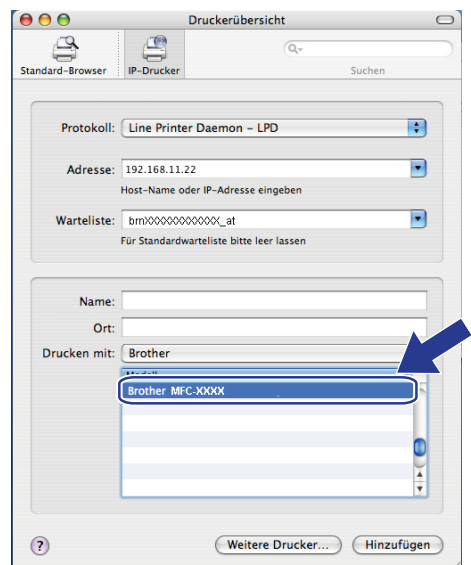 Druckerübersicht
Standard-Browser
IP-Drucker
Suchen
Protokoll: Line Printer Daemon – LPD
Adresse: 192.168.11.22
Host-Name oder IP-Adresse eingeben
Warteliste: brnXXXXXXXXXXXX_at
Für Standardwarteliste bitte leer lassen
Name:
Ort:
Drucken mit: Brother
Modell
Brother MFC-XXXX
?
Weitere Drucker...
Hinzufügen